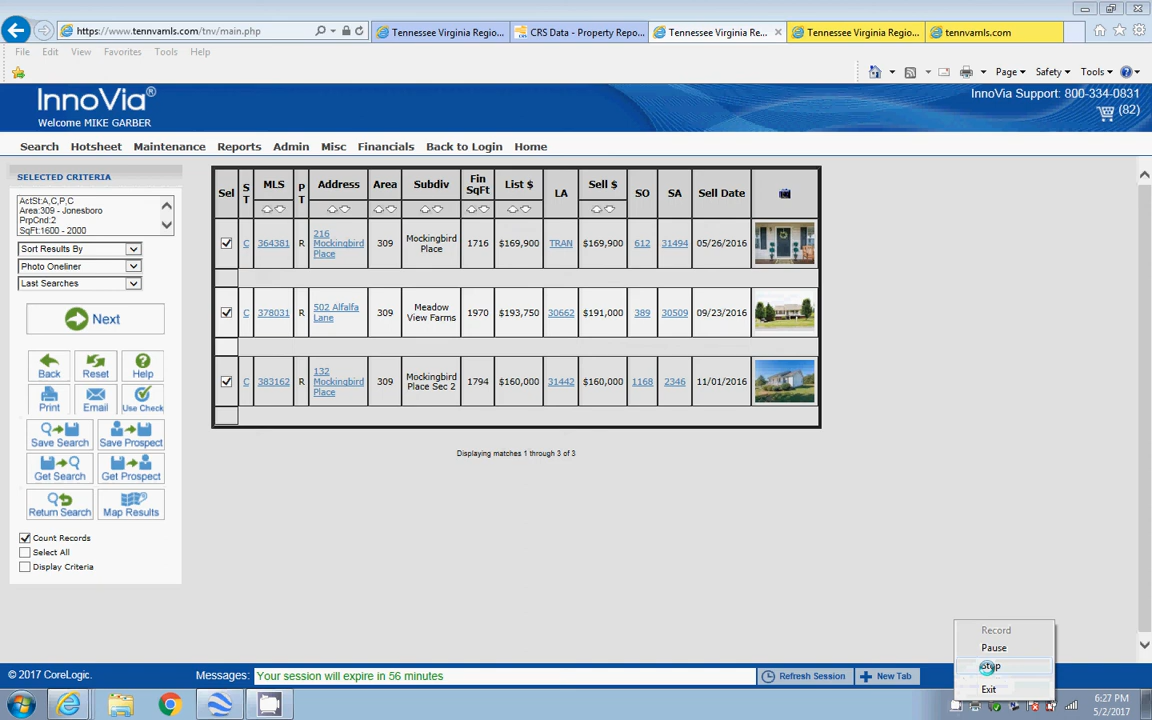 https://www.tennvamls.com/tnv/main.php
Tennessee Virginia Regio...
CRS Data - Property Repo...
Tennessee Virginia Re...
Tennessee Virginia Regio...
tennvamls.com
File Edit View Favorites Tools Help
Page Safety Tools
InnoVia®
Welcome MIKE GARBER
InnoVia Support: 800-334-0831
(82)
Search Hotsheet Maintenance Reports Admin Misc Financials Back to Login Home
SELECTED CRITERIA
ActSt:A,C,P,C
Area:309 - Jonesboro
PrpCnd:2
SqFt:1600 - 2000
Sort Results By
Photo Oneliner
Last Searches
Next
Back Reset Help
Print Email Use Check
Save Search Save Prospect
Get Search Get Prospect
Return Search Map Results
Count Records
Select All
Display Criteria
Sel ST MLS PT Address Area Subdiv Fin SqFt List $ LA Sell $ SO SA Sell Date
C 364381 R 216 Mockingbird Place 309 Mockingbird Place 1716 $169,900 TRAN $169,900 612 31494 05/26/2016
C 378031 R 502 Alfalfa Lane 309 Meadow View Farms 1970 $193,750 30662 $191,000 389 30509 09/23/2016
C 383162 R 132 Mockingbird Place 309 Mockingbird Place Sec 2 1794 $160,000 31442 $160,000 1168 2346 11/01/2016
Displaying matches 1 through 3 of 3
Record
Pause
Stop
Exit
© 2017 CoreLogic.
Messages: Your session will expire in 56 minutes
Refresh Session
New Tab
6:27 PM
5/2/2017